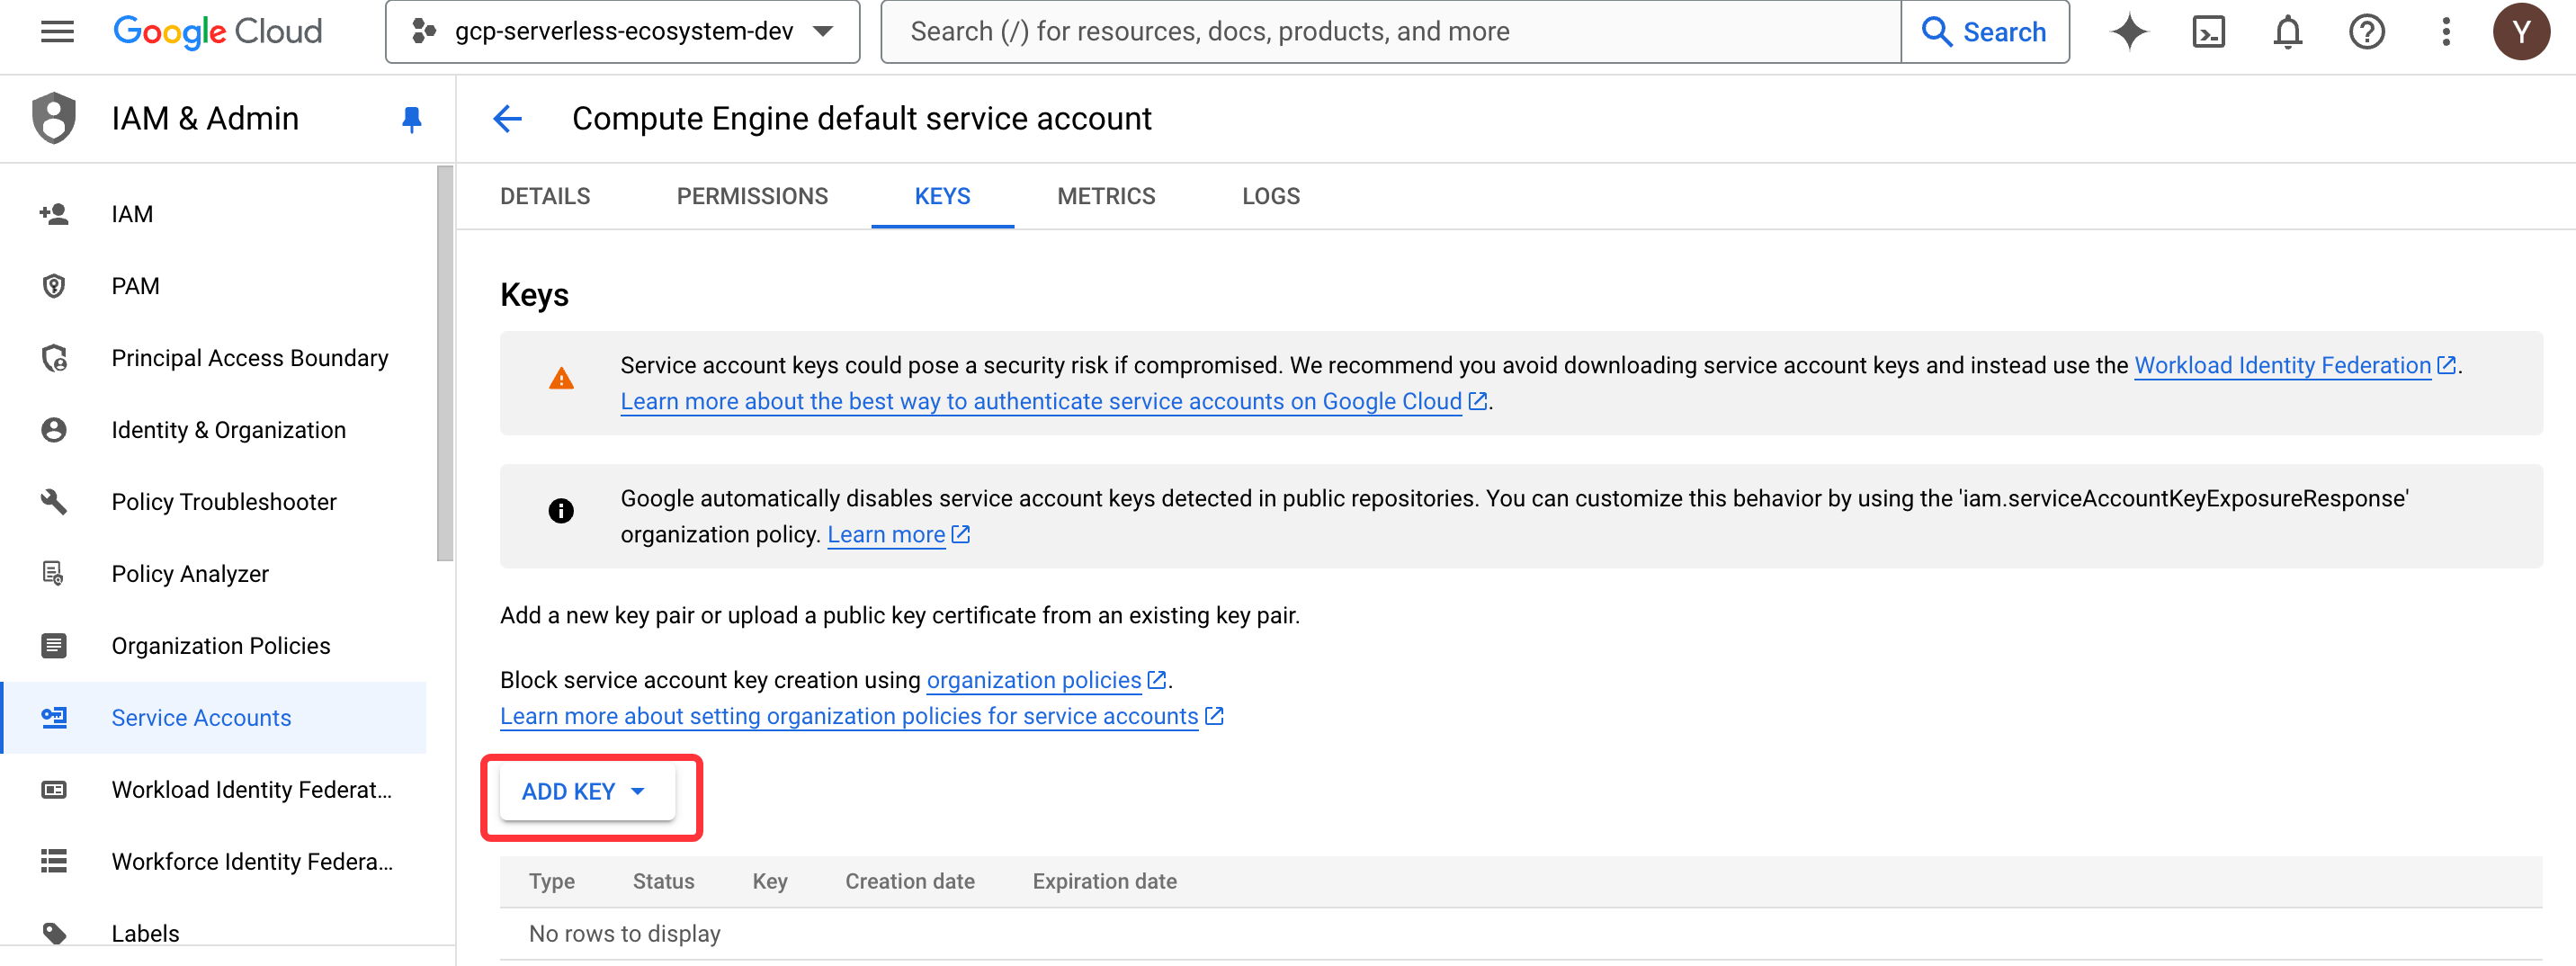 Google Cloud
gcp-serverless-ecosystem-dev
Search (/) for resources, docs, products, and more
Search
Y
IAM & Admin
Compute Engine default service account
DETAILS
PERMISSIONS
KEYS
METRICS
LOGS
IAM
PAM
Principal Access Boundary
Identity & Organization
Policy Troubleshooter
Policy Analyzer
Organization Policies
Service Accounts
Workload Identity Federat...
Workforce Identity Federa...
Labels
Keys
Service account keys could pose a security risk if compromised. We recommend you avoid downloading service account keys and instead use the Workload Identity Federation.
Learn more about the best way to authenticate service accounts on Google Cloud.
Google automatically disables service account keys detected in public repositories. You can customize this behavior by using the 'iam.serviceAccountKeyExposureResponse'
organization policy. Learn more
Add a new key pair or upload a public key certificate from an existing key pair.
Block service account key creation using organization policies.
Learn more about setting organization policies for service accounts
ADD KEY
Type Status Key Creation date Expiration date
No rows to display